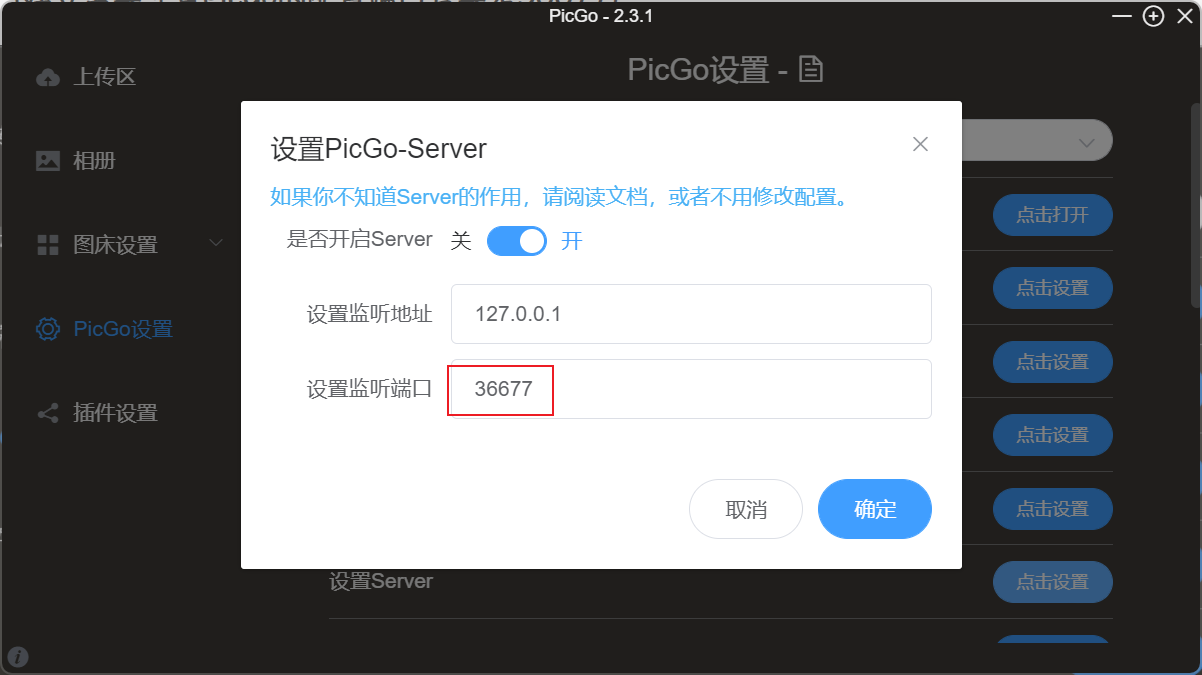 PicGo - 2.3.1
上传区
PicGo设置 -
相册
设置PicGo-Server
如果你不知道Server的作用，请阅读文档，或者不用修改配置。
点击打开
图床设置
是否开启Server 关 开
点击设置
设置监听地址 127.0.0.1
PicGo设置
点击设置
设置监听端口 36677
插件设置
点击设置
取消 确定
点击设置
设置Server 点击设置